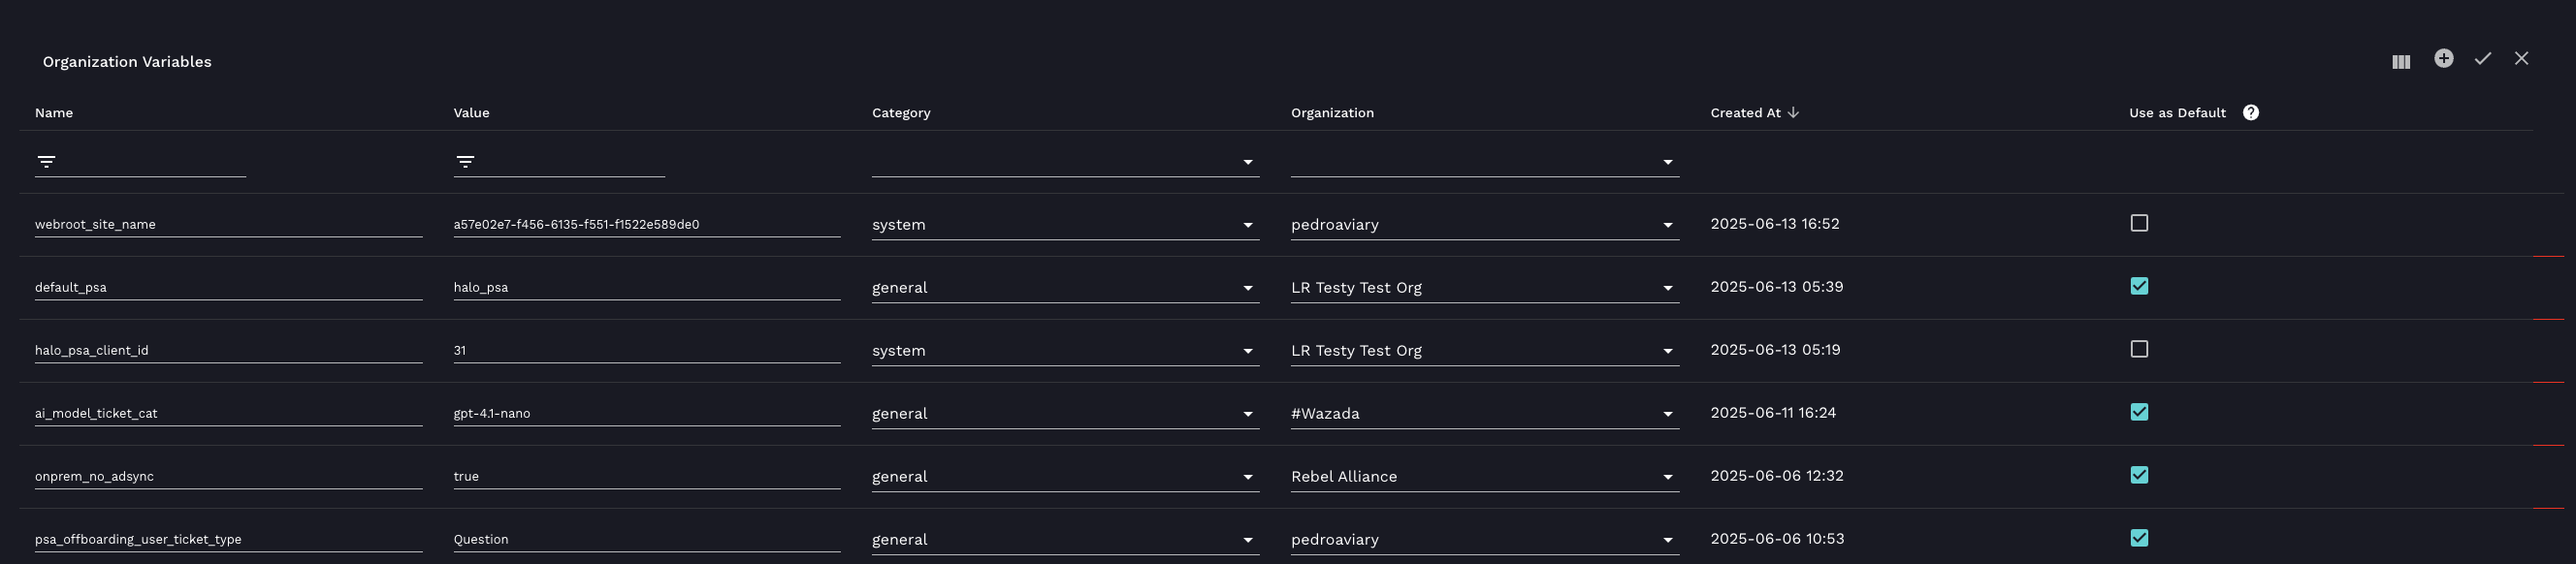 Organization Variables
Name Value Category Organization Created At Use as Default ?
webroot_site_name a57e02e7-f456-6135-f551-f1522e589de0 system pedroaviary 2025-06-13 16:52
default_psa halo_psa general LR Testy Test Org 2025-06-13 05:39
halo_psa_client_id 31 system LR Testy Test Org 2025-06-13 05:19
ai_model_ticket_cat gpt-4.1-nano general #Wazada 2025-06-11 16:24
onprem_no_adsync true general Rebel Alliance 2025-06-06 12:32
psa_offboarding_user_ticket_type Question general pedroaviary 2025-06-06 10:53